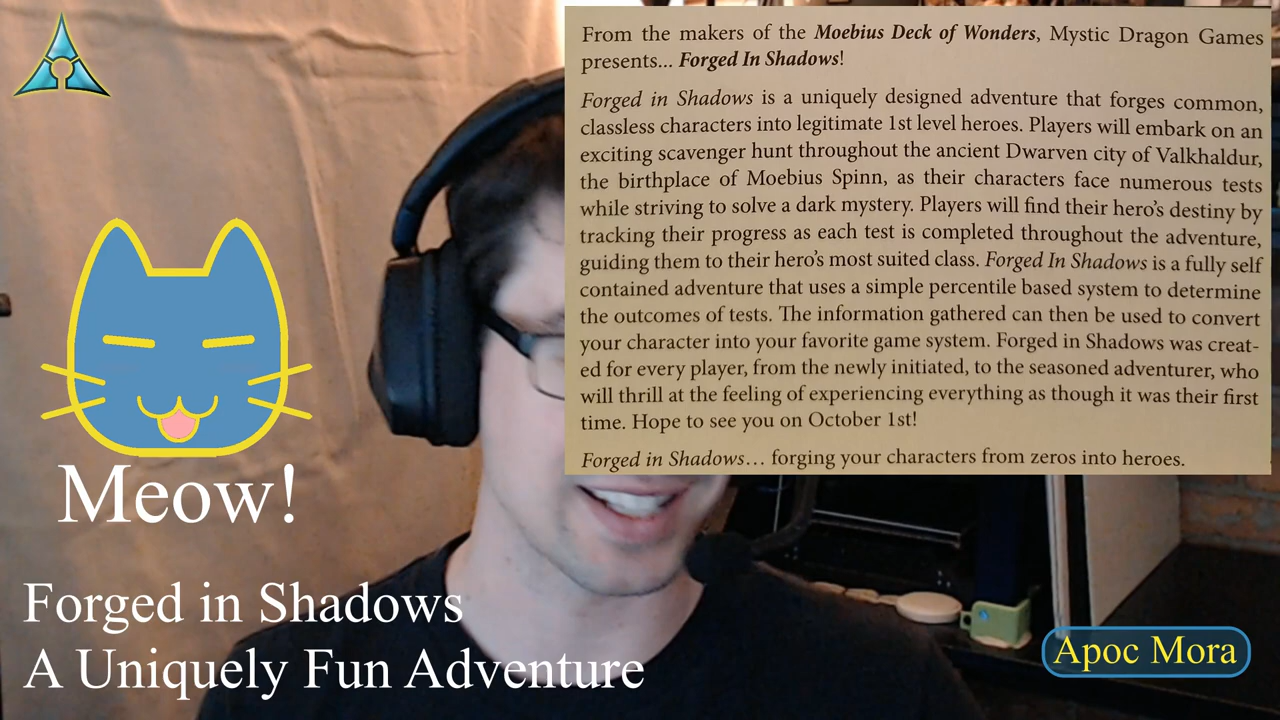 From the makers of the Moebius Deck of Wonders, Mystic Dragon Games
presents... Forged In Shadows!
Forged in Shadows is a uniquely designed adventure that forges common,
classless characters into legitimate 1st level heroes. Players will embark on an
exciting scavenger hunt throughout the ancient Dwarven city of Valkhaldur,
the birthplace of Moebius Spinn, as their characters face numerous tests
while striving to solve a dark mystery. Players will find their hero's destiny by
tracking their progress as each test is completed throughout the adventure,
guiding them to their hero's most suited class. Forged In Shadows is a fully self
contained adventure that uses a simple percentile based system to determine
the outcomes of tests. The information gathered can then be used to convert
your character into your favorite game system. Forged in Shadows was creat-
ed for every player, from the newly initiated, to the seasoned adventurer, who
will thrill at the feeling of experiencing everything as though it was their first
time. Hope to see you on October 1st!
Forged in Shadows... forging your characters from zeros into heroes.
Meow!
Forged in Shadows
A Uniquely Fun Adventure
Apoc Mora